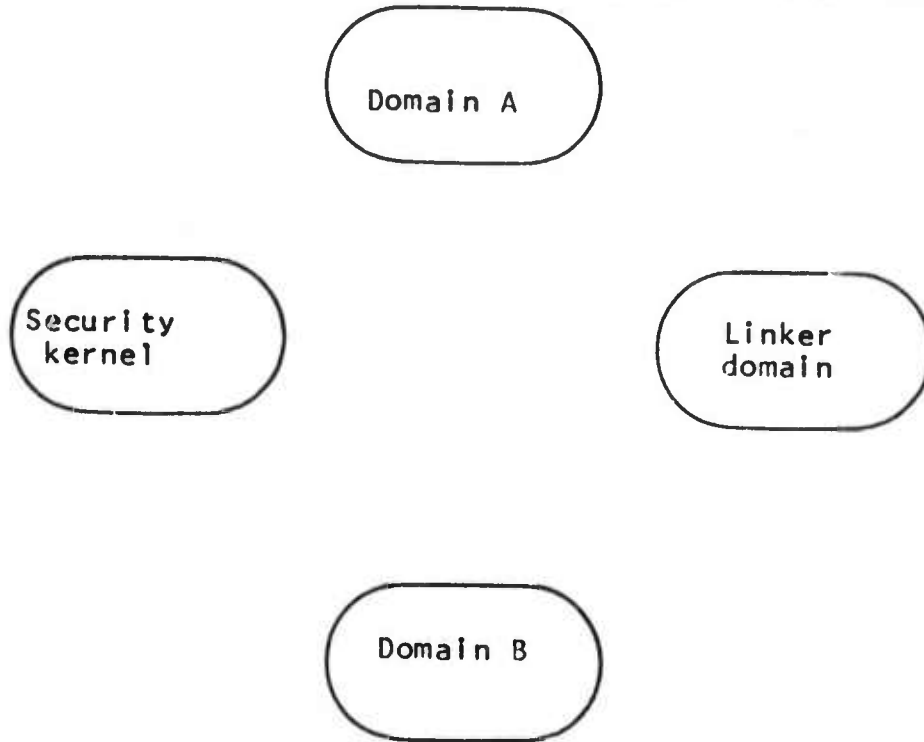 Domain A
Security
kernel
Linker
domain
Domain B